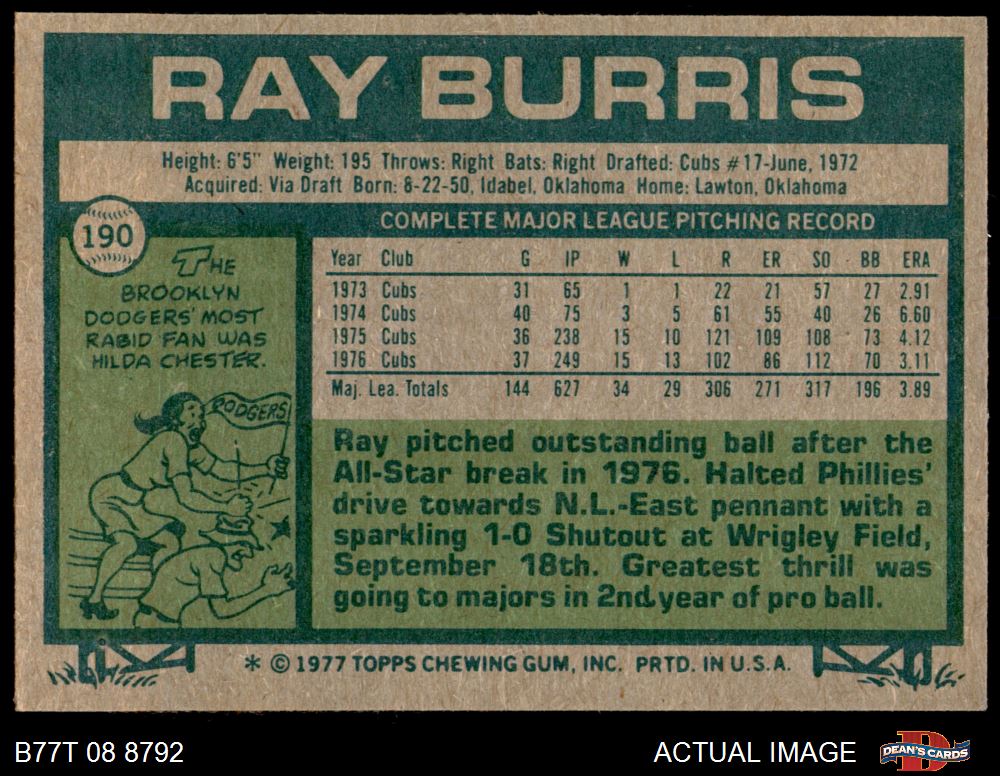 RAY BURRIS
Height: 6'5" Weight: 195 Throws: Right Bats: Right Drafted: Cubs #17-June, 1972
Acquired: Via Draft Born: 8-22-50, Idabel, Oklahoma Home: Lawton, Oklahoma
190
THE
BROOKLYN
DODGERS' MOST
RABID FAN WAS
HILDA CHESTER.
DODGERS
COMPLETE MAJOR LEAGUE PITCHING RECORD
Year Club G IP W L R ER SO BB ERA
1973 Cubs 31 65 1 1 22 21 57 27 2.91
1974 Cubs 40 75 3 5 61 55 40 26 6.60
1975 Cubs 36 238 15 10 121 109 108 73 4.12
1976 Cubs 37 249 15 13 102 86 112 70 3.11
Maj. Lea. Totals 144 627 34 29 306 271 317 196 3.89
Ray pitched outstanding ball after the
All-Star break in 1976. Halted Phillies'
drive towards N.L.-East pennant with a
sparkling 1-0 Shutout at Wrigley Field,
September 18th. Greatest thrill was
going to majors in 2nd year of pro ball.
* © 1977 TOPPS CHEWING GUM, INC. PRTD. IN U.S.A.
B77T 08 8792
ACTUAL IMAGE
DEAN'S CARDS